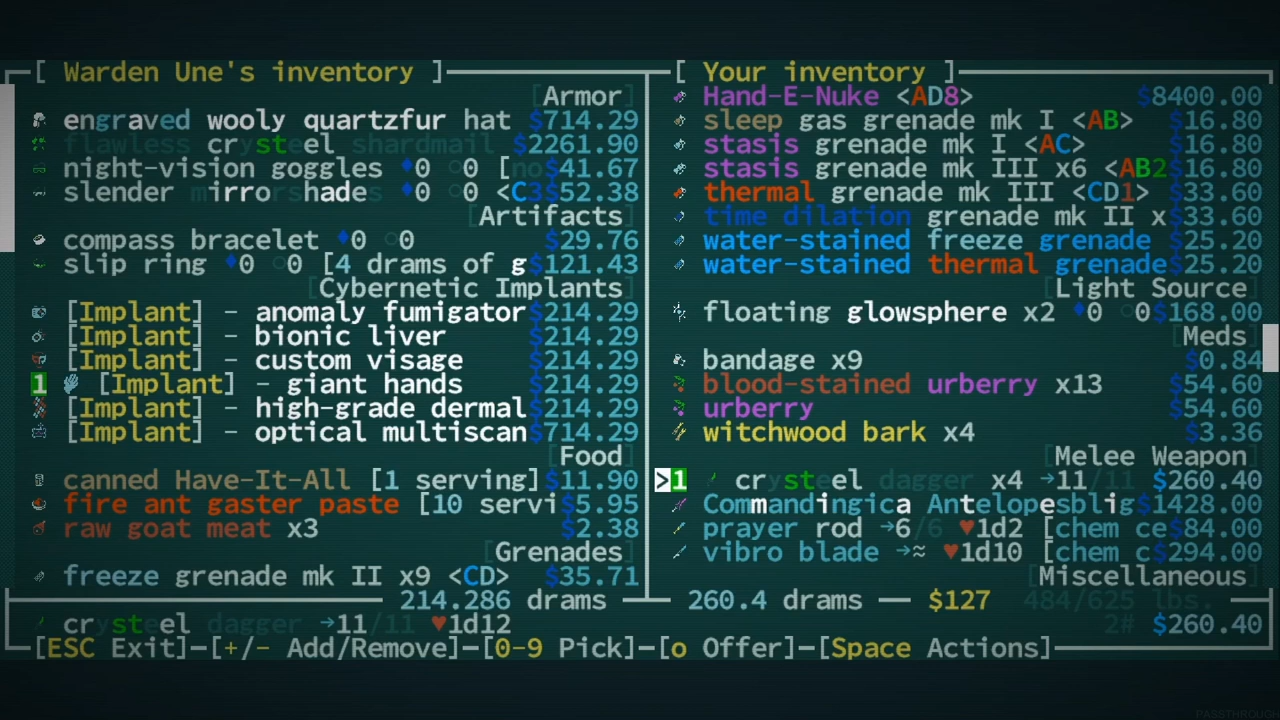 [ Warden Une's inventory ]
[Armor]
engraved wooly quartzfur hat $714.29
flawless crysteel shardmail $2261.90
night-vision goggles ♦0 ○0 [no $41.67
slender mirrorshades ♦0 ○0 <C3 $52.38
[Artifacts]
compass bracelet ♦0 ○0 $29.76
slip ring ♦0 ○0 [4 drams of g $121.43
[Cybernetic Implants]
[Implant] - anomaly fumigator $214.29
[Implant] - bionic liver $214.29
[Implant] - custom visage $214.29
1 [Implant] - giant hands $214.29
[Implant] - high-grade dermal $214.29
[Implant] - optical multiscan $714.29
[Food]
canned Have-It-All [1 serving] $11.90
fire ant gaster paste [10 servi $5.95
raw goat meat x3 $2.38
[Grenades]
freeze grenade mk II x9 <CD> $35.71
214.286 drams
[ Your inventory ]
Hand-E-Nuke <AD8> $8400.00
sleep gas grenade mk I <AB> $16.80
stasis grenade mk I <AC> $16.80
stasis grenade mk III x6 <AB2 $16.80
thermal grenade mk III <CD1> $33.60
time dilation grenade mk II x $33.60
water-stained freeze grenade $25.20
water-stained thermal grenade $25.20
[Light Source]
floating glowsphere x2 ♦0 ○0 $168.00
[Meds]
bandage x9 $0.84
blood-stained urberry x13 $54.60
urberry $54.60
witchwood bark x4 $3.36
[Melee Weapon]
>1 crysteel dagger x4 →11/11 $260.40
Commandingica Antelopesblig $1428.00
prayer rod →6/6 ♥1d2 [chem ce $84.00
vibro blade →≈ ♥1d10 [chem c $294.00
[Miscellaneous]
260.4 drams — $127 484/625 lbs.
crysteel dagger →11/11 ♥1d12 2# $260.40
[ESC Exit]-[+/- Add/Remove]-[0-9 Pick]-[o Offer]-[Space Actions]